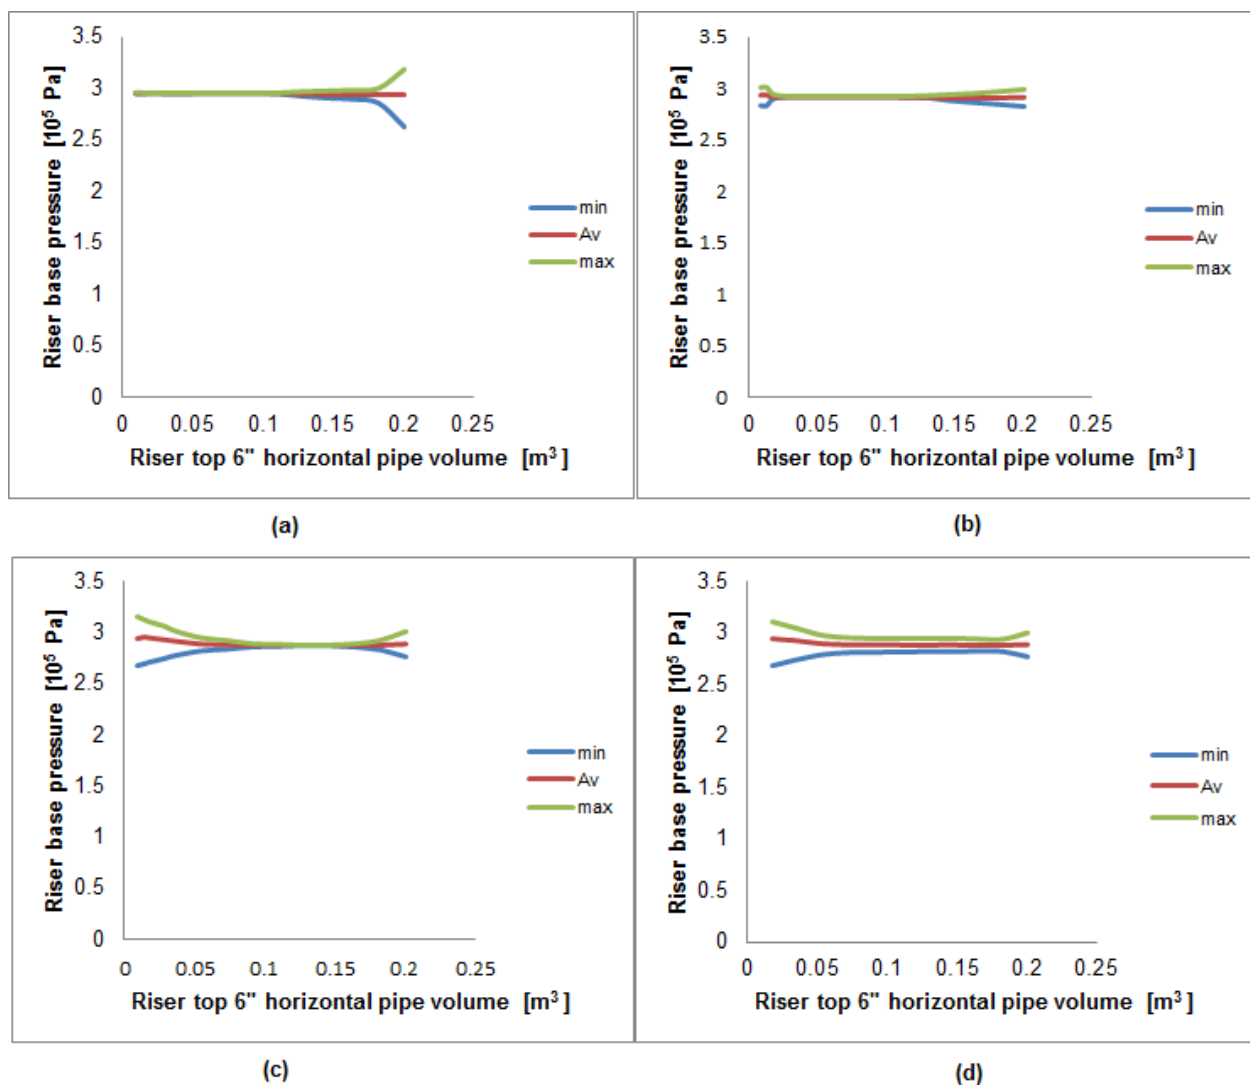 3.5
3
2.5
2
1.5
1
0.5
0
0 0.05 0.1 0.15 0.2 0.25
Riser base pressure [10⁵ Pa]
Riser top 6" horizontal pipe volume [m³]
min
Av
max
(a)
3.5
3
2.5
2
1.5
1
0.5
0
0 0.05 0.1 0.15 0.2 0.25
Riser base pressure [10⁵ Pa]
Riser top 6" horizontal pipe volume [m³]
min
Av
max
(b)
3.5
3
2.5
2
1.5
1
0.5
0
0 0.05 0.1 0.15 0.2 0.25
Riser base pressure [10⁵ Pa]
Riser top 6" horizontal pipe volume [m³]
min
Av
max
(c)
3.5
3
2.5
2
1.5
1
0.5
0
0 0.05 0.1 0.15 0.2 0.25
Riser base pressure [10⁵ Pa]
Riser top 6" horizontal pipe volume [m³]
min
Av
max
(d)